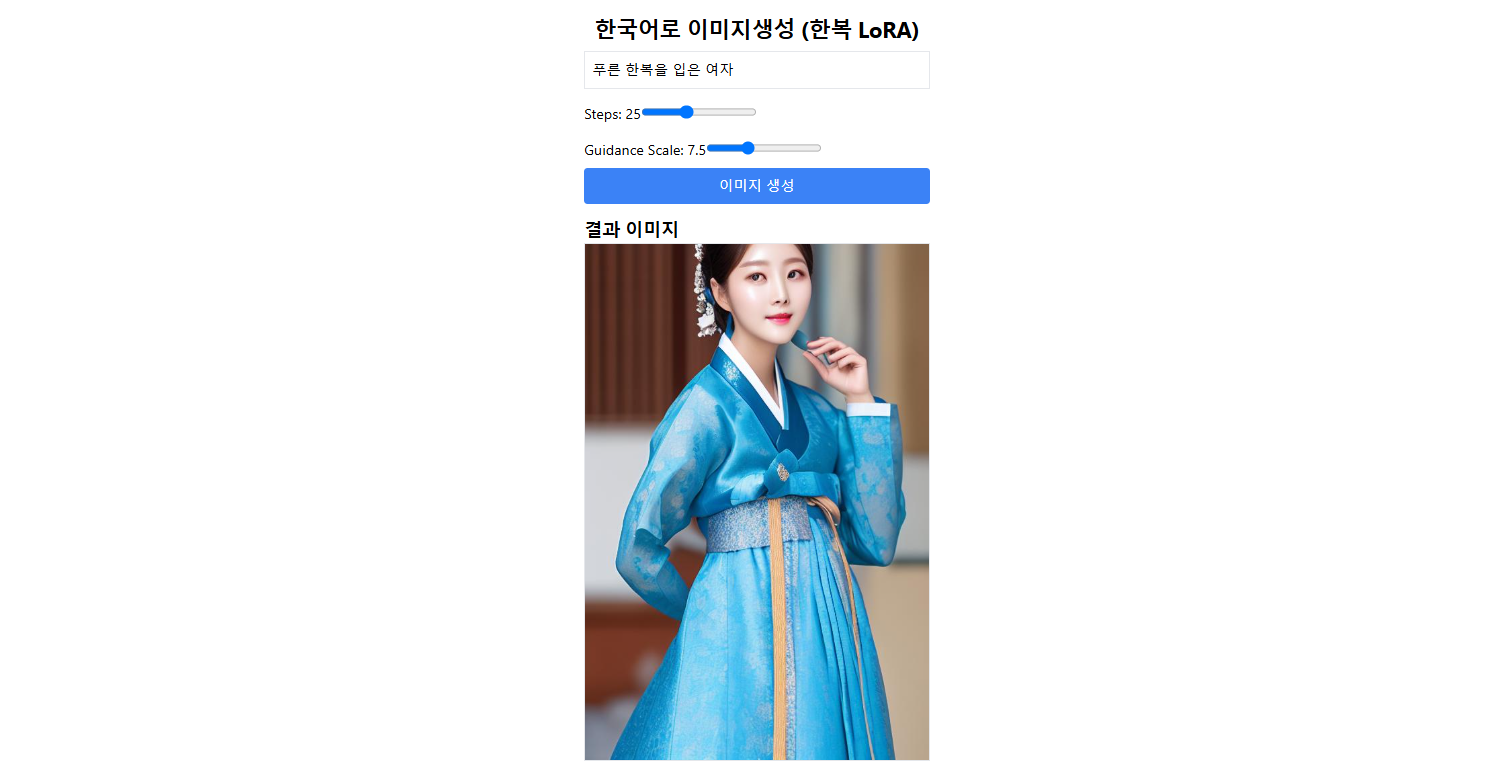 한국어로 이미지생성 (한복 LoRA)
푸른 한복을 입은 여자
Steps: 25
Guidance Scale: 7.5
이미지 생성
결과 이미지